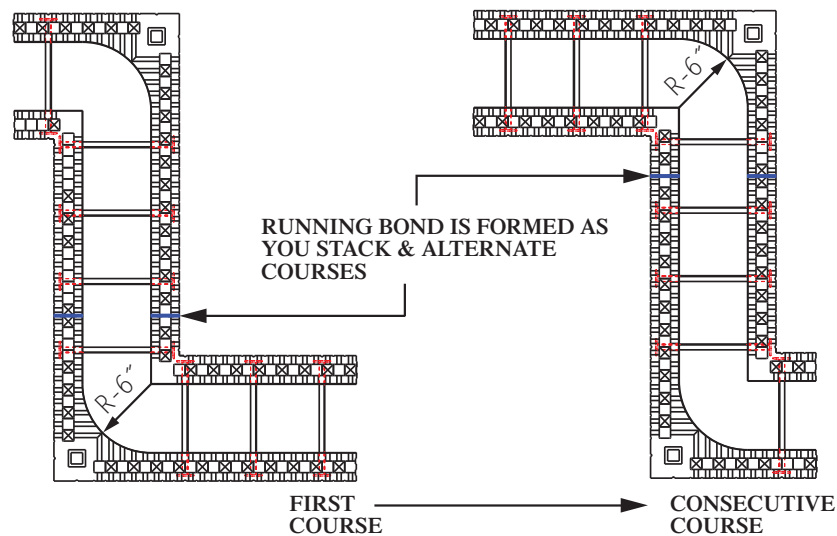 R-6"
R-6"
RUNNING BOND IS FORMED AS
YOU STACK & ALTERNATE
COURSES
FIRST
COURSE
CONSECUTIVE
COURSE